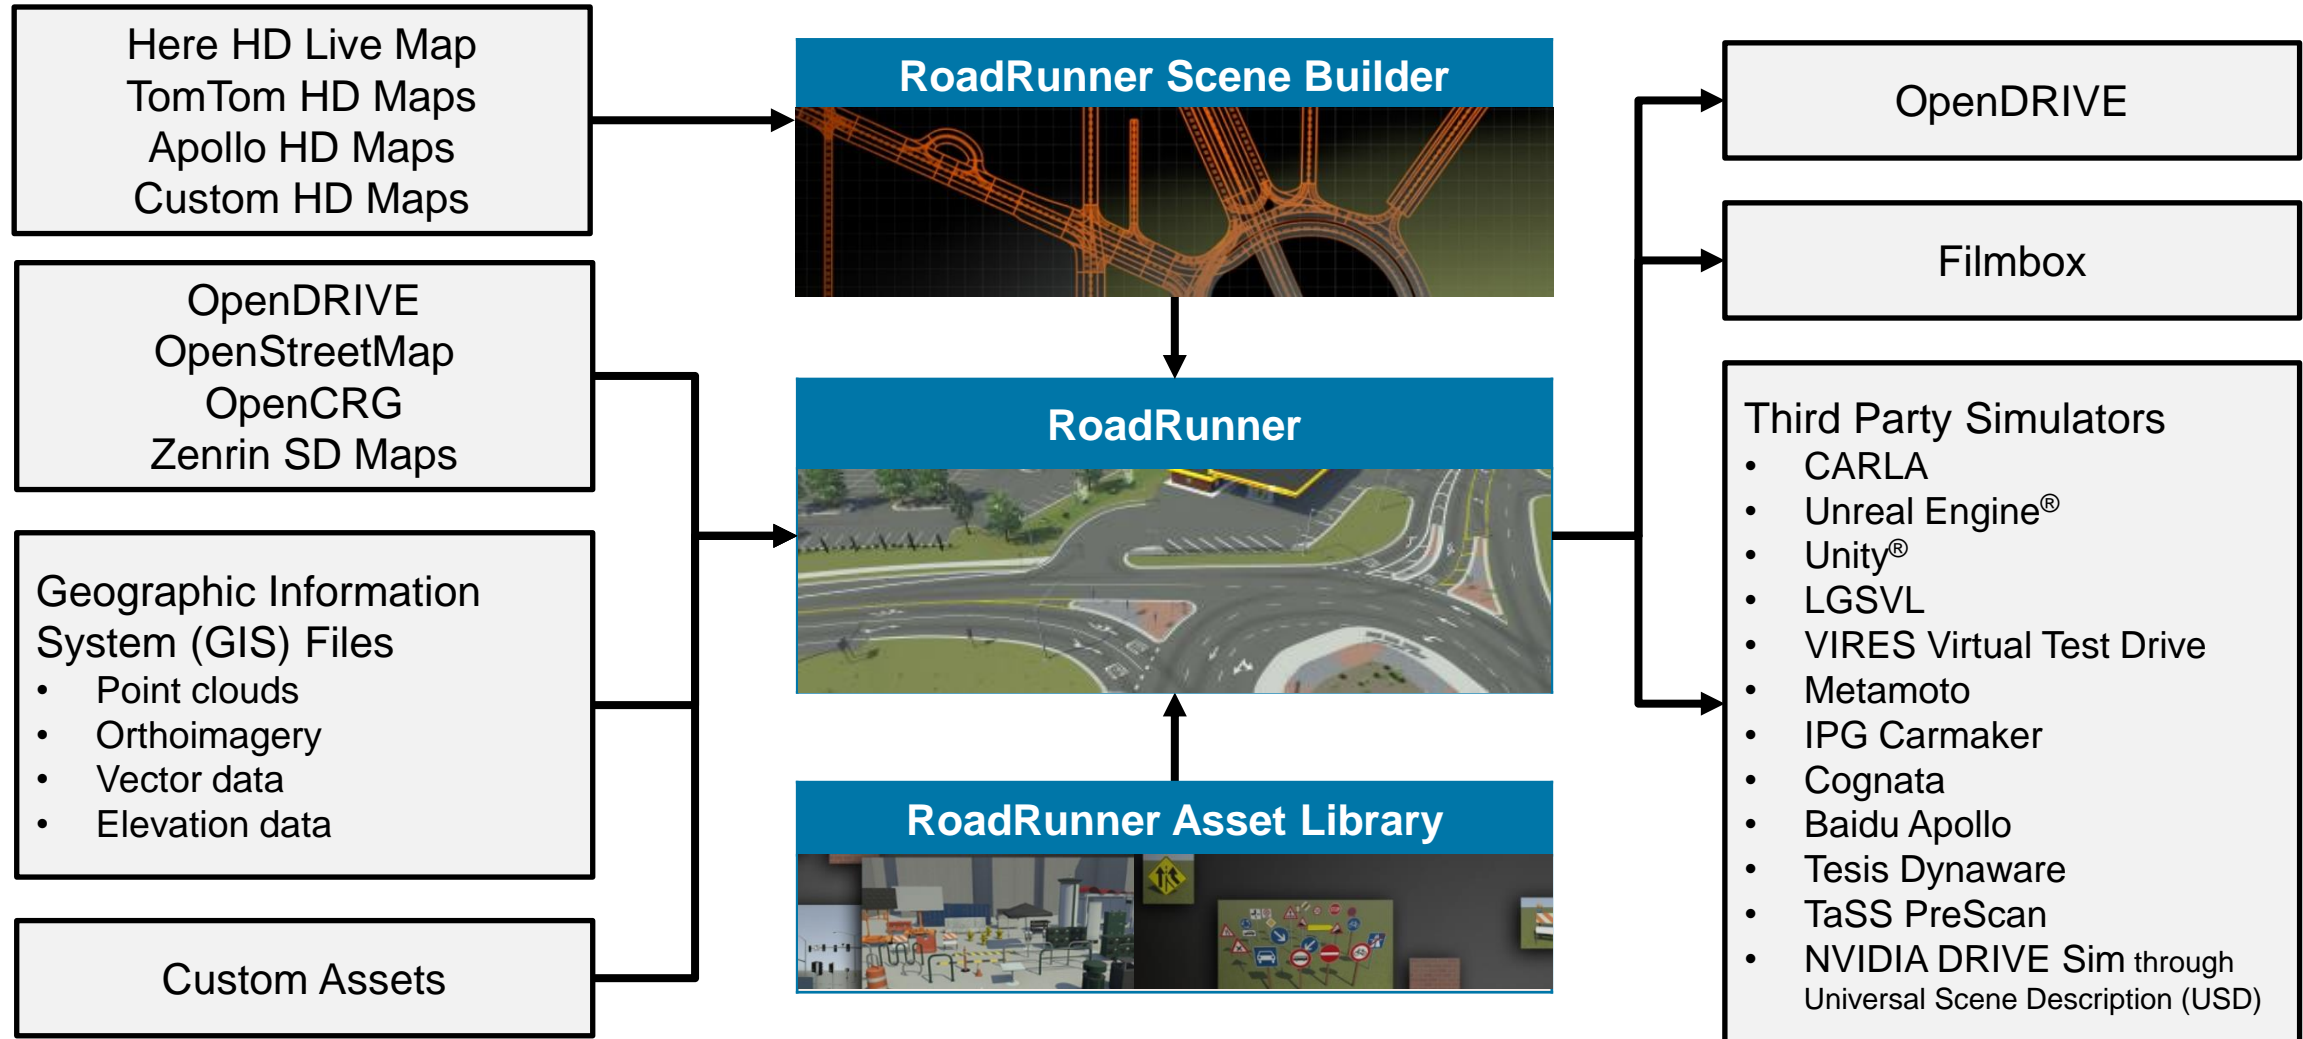 Here HD Live Map
TomTom HD Maps
Apollo HD Maps
Custom HD Maps
OpenDRIVE
OpenStreetMap
OpenCRG
Zenrin SD Maps
Geographic Information
System (GIS) Files
• Point clouds
• Orthoimagery
• Vector data
• Elevation data
Custom Assets
RoadRunner Scene Builder
RoadRunner
RoadRunner Asset Library
OpenDRIVE
Filmbox
Third Party Simulators
• CARLA
• Unreal Engine®
• Unity®
• LGSVL
• VIRES Virtual Test Drive
• Metamoto
• IPG Carmaker
• Cognata
• Baidu Apollo
• Tesis Dynaware
• TaSS PreScan
• NVIDIA DRIVE Sim through
Universal Scene Description (USD)